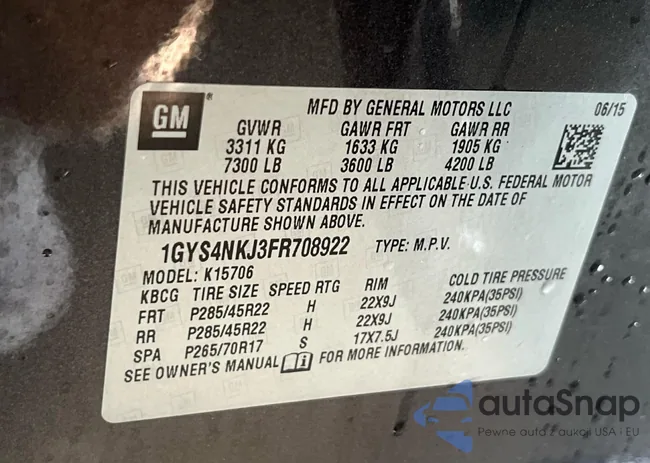 GM
MFD BY GENERAL MOTORS LLC 06/15
GVWR GAWR FRT GAWR RR
3311 KG 1633 KG 1905 KG
7300 LB 3600 LB 4200 LB
THIS VEHICLE CONFORMS TO ALL APPLICABLE U.S. FEDERAL MOTOR
VEHICLE SAFETY STANDARDS IN EFFECT ON THE DATE OF
MANUFACTURE SHOWN ABOVE.
1GYS4NKJ3FR708922 TYPE: M.P.V.
MODEL: K15706
KBCG TIRE SIZE SPEED RTG RIM COLD TIRE PRESSURE
FRT P285/45R22 H 22X9J 240KPA(35PSI)
RR P285/45R22 H 22X9J 240KPA(35PSI)
SPA P265/70R17 S 17X7.5J 240KPA(35PSI)
SEE OWNER'S MANUAL FOR MORE INFORMATION.
autoSnap
Pewne auta z aukcji USA - EU